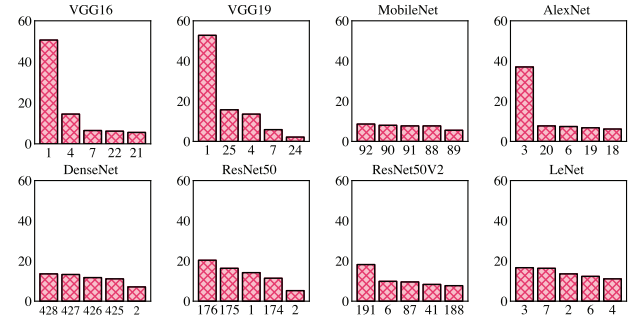 VGG16 VGG19 MobileNet AlexNet
60 60 60 60
40 40 40 40
20 20 20 20
0 0 0 0
1 4 7 22 21 1 25 4 7 24 92 90 91 88 89 3 20 6 19 18
DenseNet ResNet50 ResNet50V2 LeNet
60 60 60 60
40 40 40 40
20 20 20 20
0 0 0 0
428 427 426 425 2 176 175 1 174 2 191 6 87 41 188 3 7 2 6 4